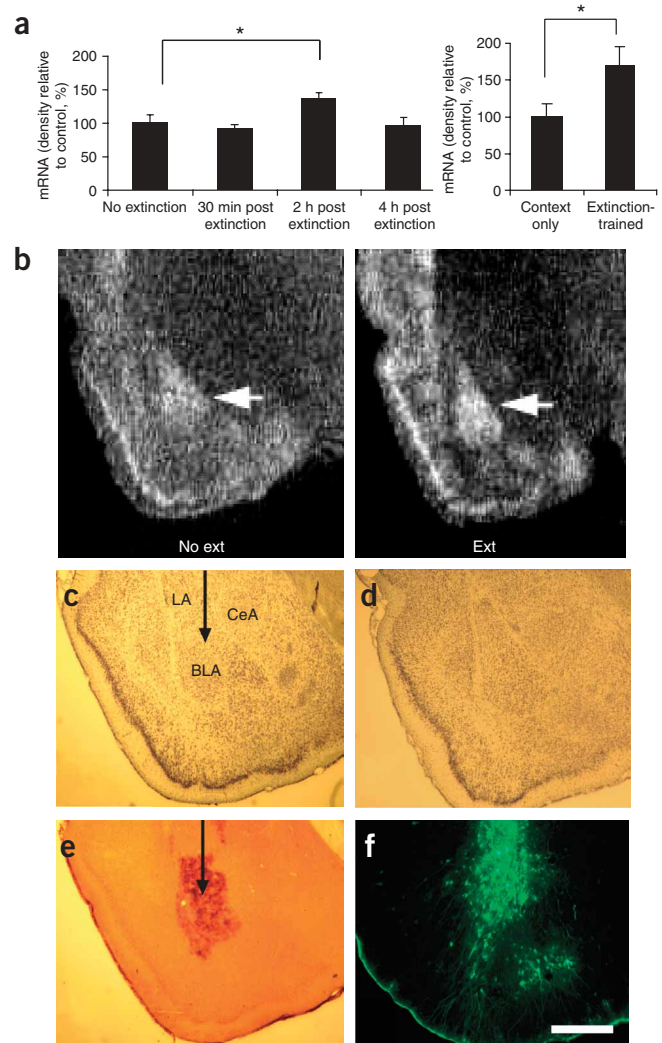 a
*
*
mRNA (density relative
to control, %)
200
150
100
50
0
No extinction
30 min post
extinction
2 h post
extinction
4 h post
extinction
mRNA (density relative
to control, %)
200
150
100
50
0
Context
only
Extinction-
trained
b
No ext
Ext
c
LA
CeA
BLA
d
e
f